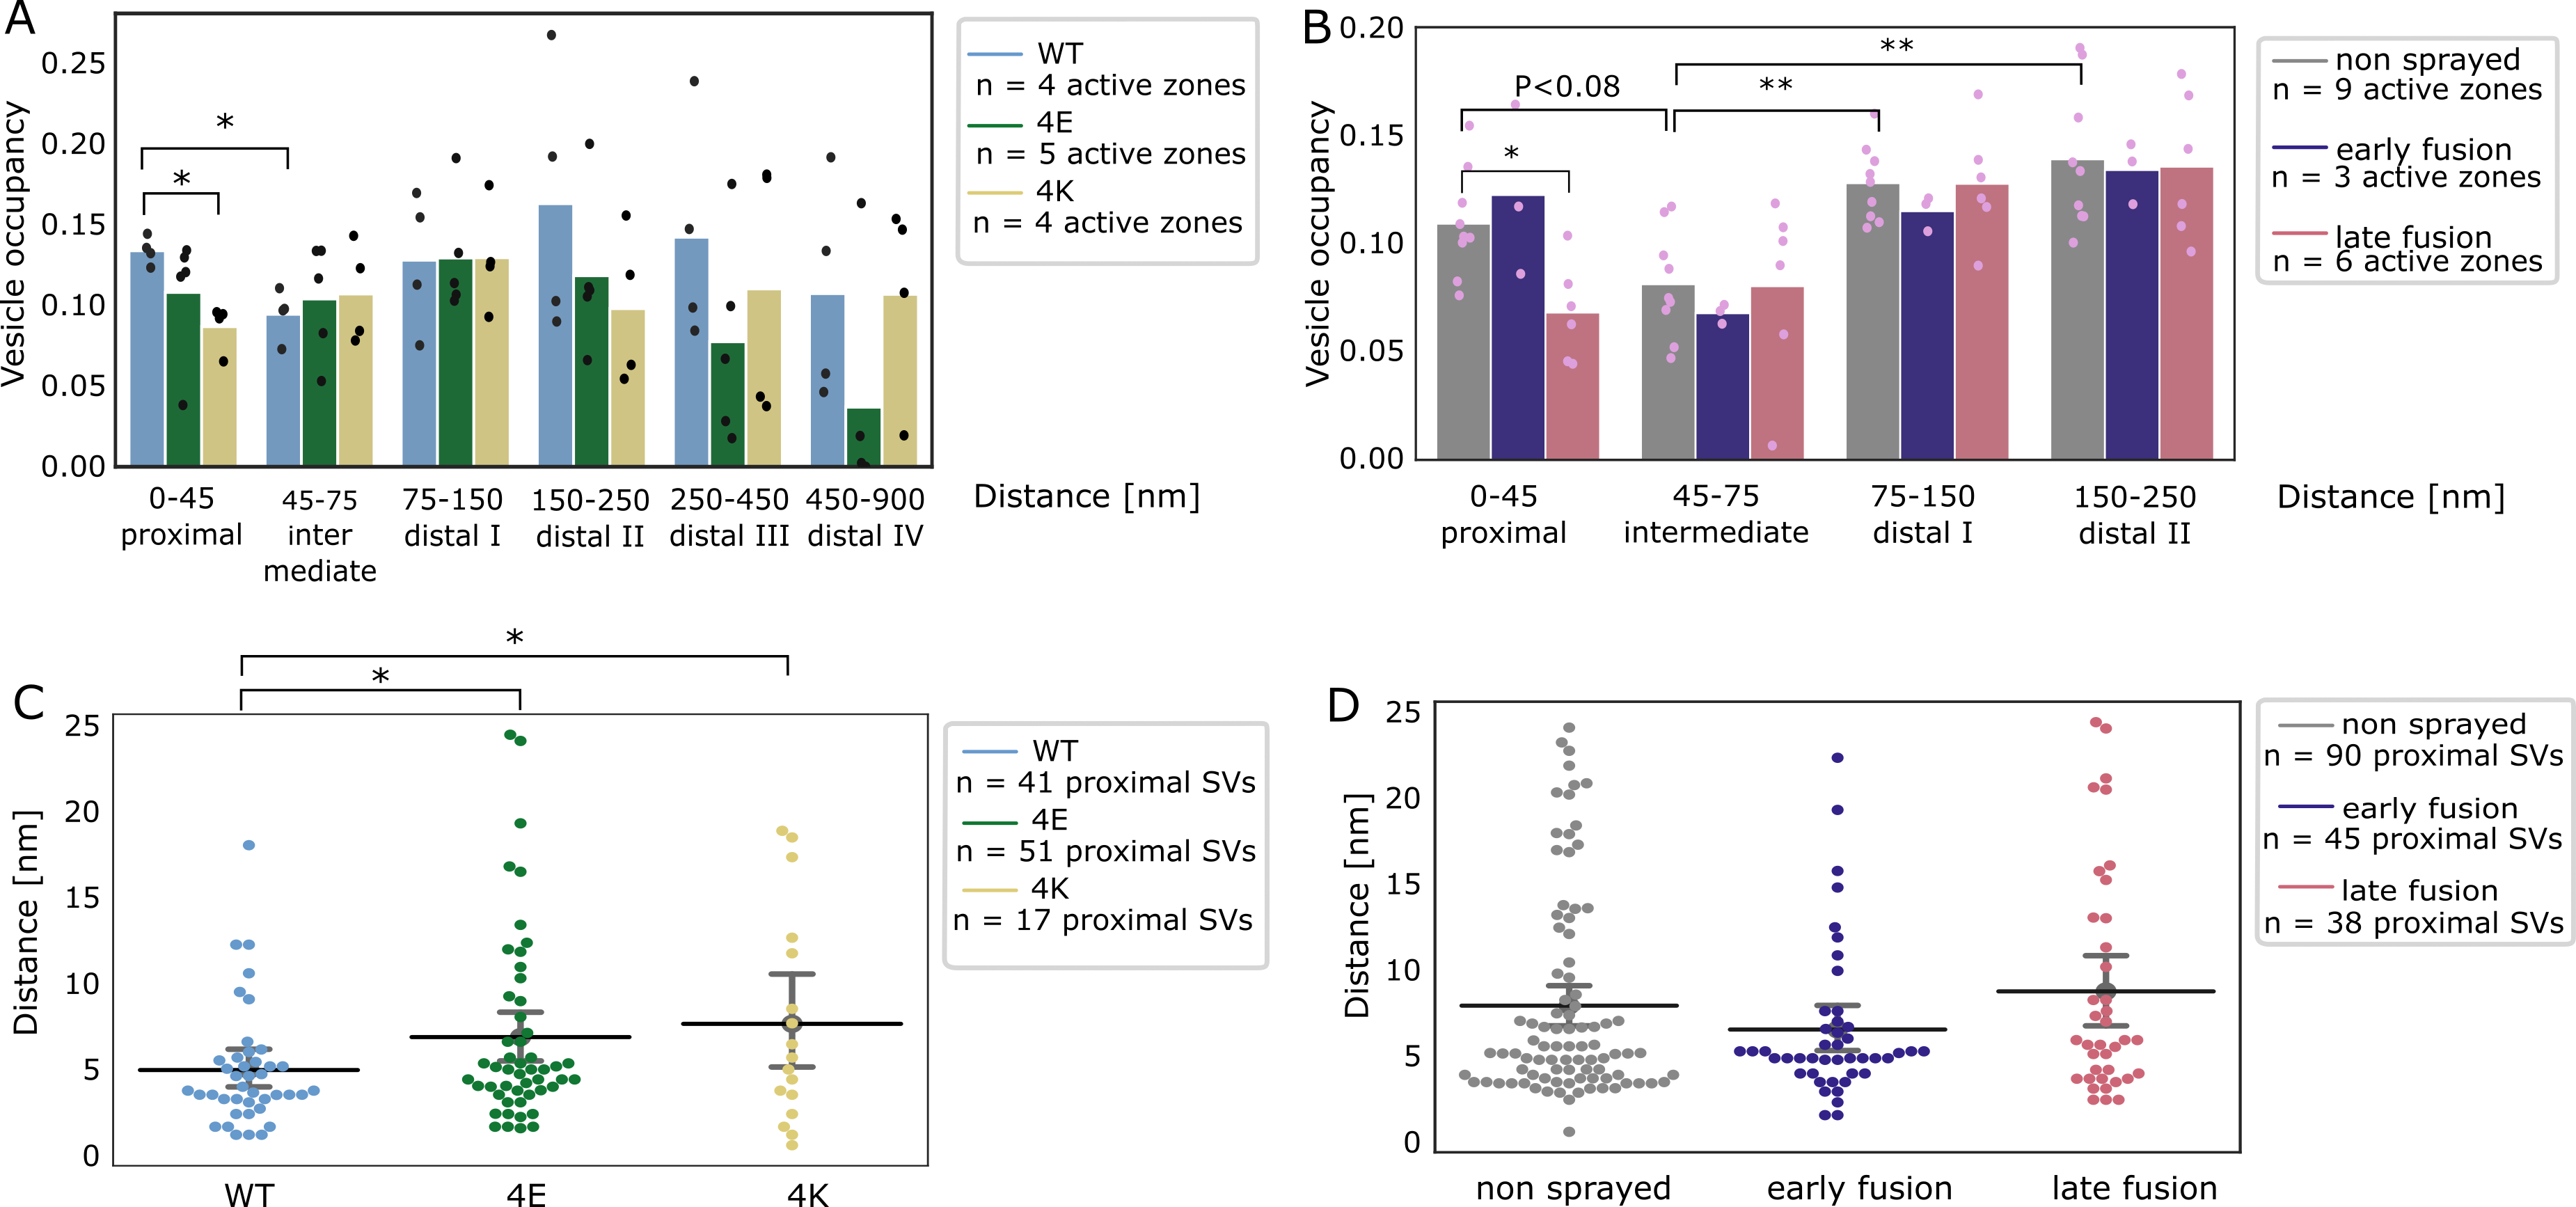 A
Vesicle occupancy
0.25
0.20
0.15
0.10
0.05
0.00
*
*
0-45
proximal
45-75
inter
mediate
75-150
distal I
150-250
distal II
250-450
distal III
450-900
distal IV
Distance [nm]
WT
n = 4 active zones
4E
n = 5 active zones
4K
n = 4 active zones
B
Vesicle occupancy
0.20
0.15
0.10
0.05
0.00
**
P<0.08
**
*
0-45
proximal
45-75
intermediate
75-150
distal I
150-250
distal II
Distance [nm]
non sprayed
n = 9 active zones
early fusion
n = 3 active zones
late fusion
n = 6 active zones
C
*
*
Distance [nm]
25
20
15
10
5
0
WT
4E
4K
WT
n = 41 proximal SVs
4E
n = 51 proximal SVs
4K
n = 17 proximal SVs
D
Distance [nm]
25
20
15
10
5
0
non sprayed
early fusion
late fusion
non sprayed
n = 90 proximal SVs
early fusion
n = 45 proximal SVs
late fusion
n = 38 proximal SVs